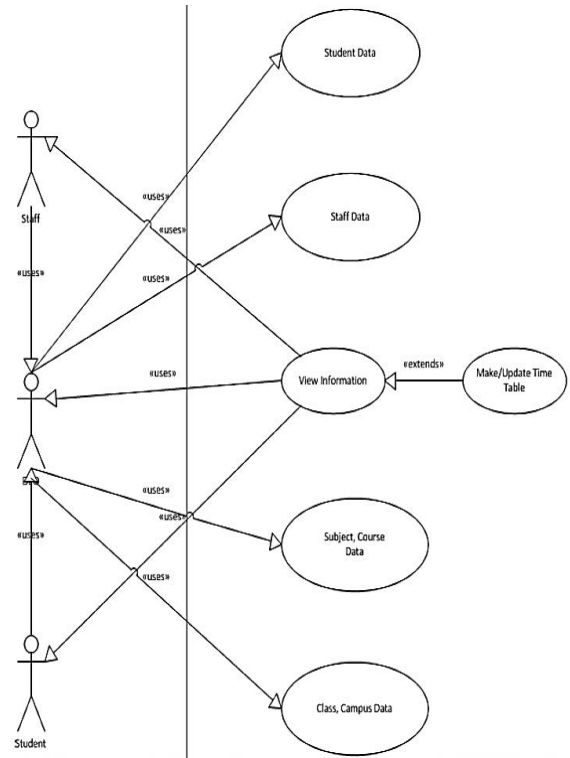 Student Data
«uses»
Staff
Staff Data
«uses»
«uses»
«uses»
«uses»
View Information
«extends»
Make/Update Time
Table
«uses»
«uses»
«uses»
Subject, Course
Data
«uses»
Class, Campus Data
Student